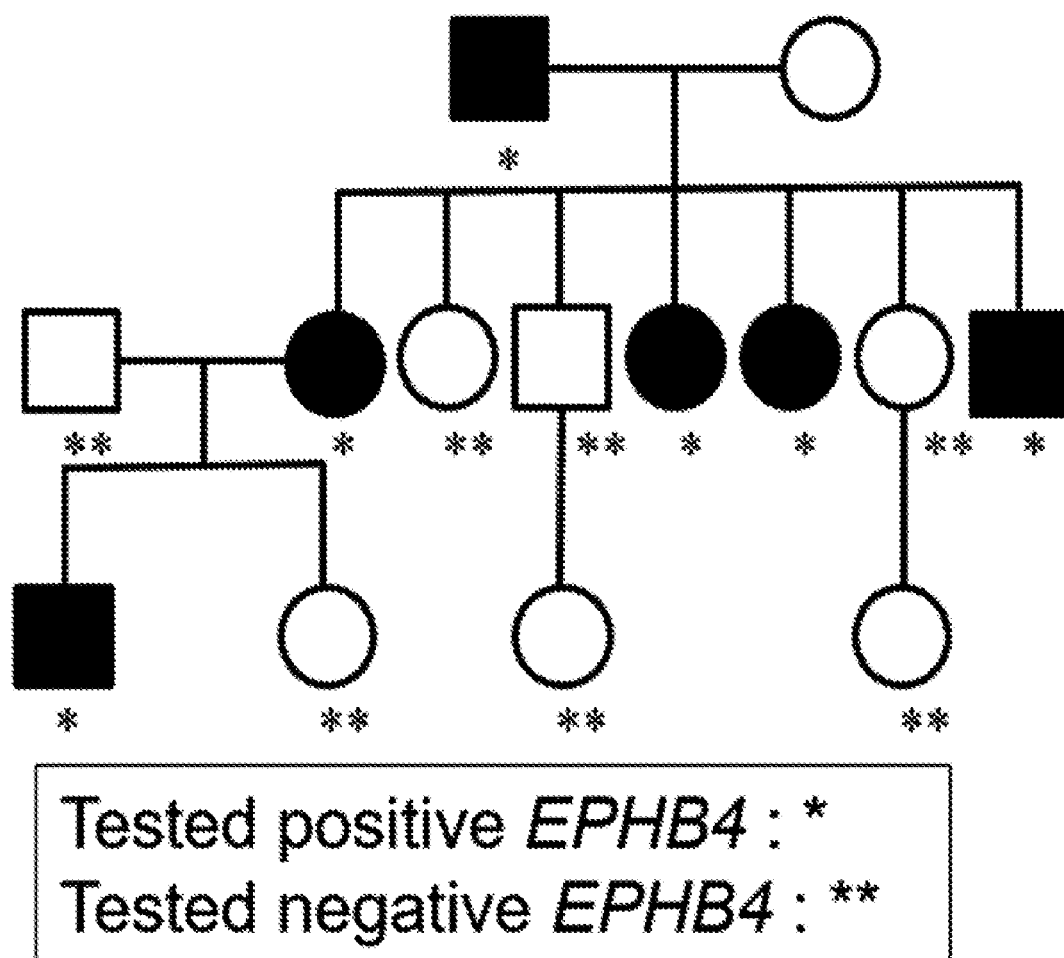 *
** * ** ** * * ** *
* ** ** **
Tested positive EPHB4 : *
Tested negative EPHB4 : **